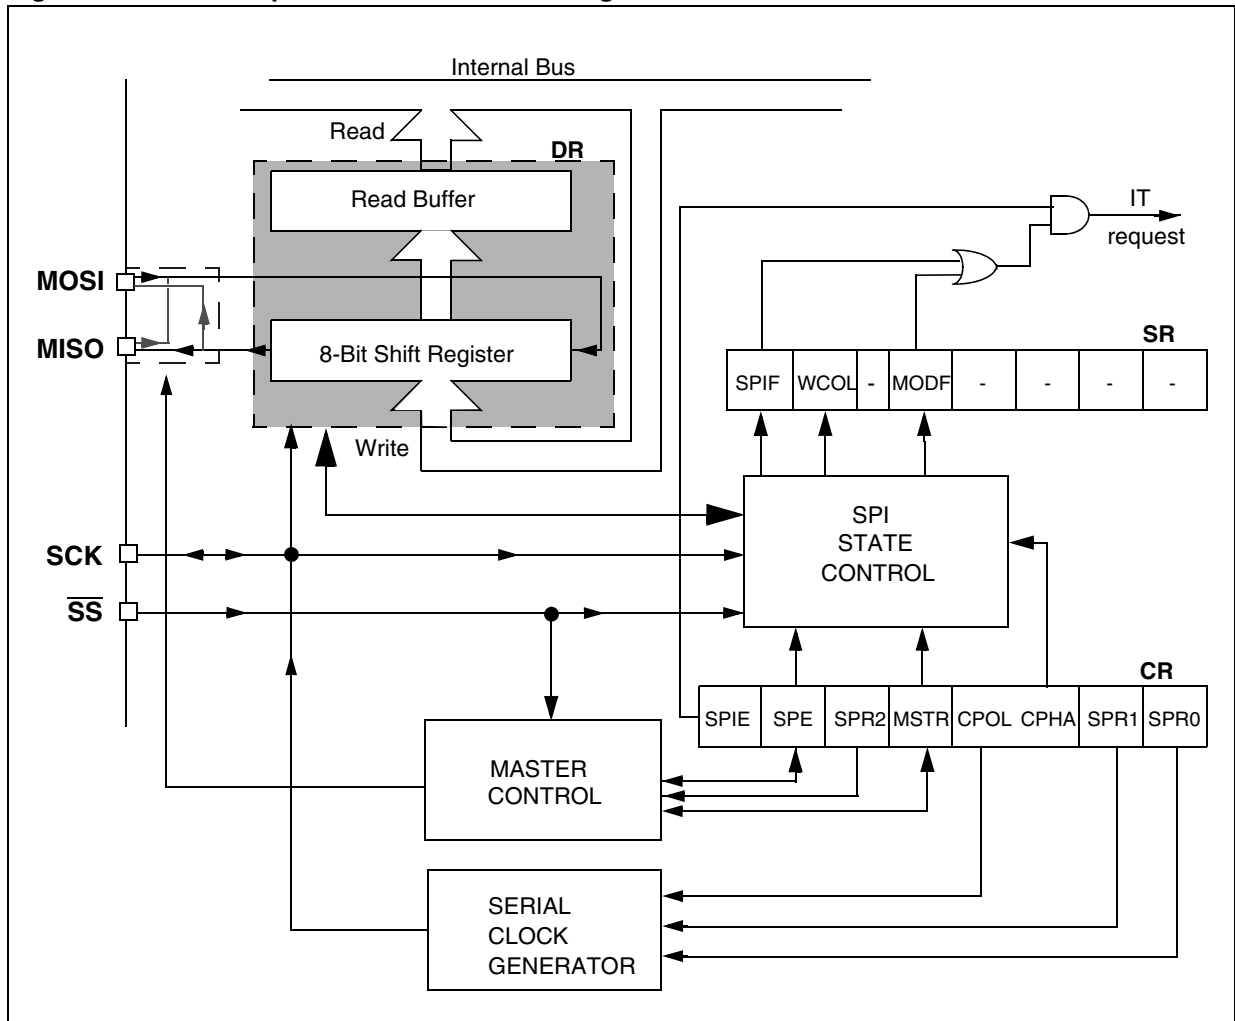 Internal Bus
Read
DR
Read Buffer
IT
request
MOSI
MISO
8-Bit Shift Register
SR
SPIF WCOL - MODF - - - -
Write
SPI
STATE
CONTROL
SCK
SS
CR
SPIE SPE SPR2 MSTR CPOL CPHA SPR1 SPR0
MASTER
CONTROL
SERIAL
CLOCK
GENERATOR